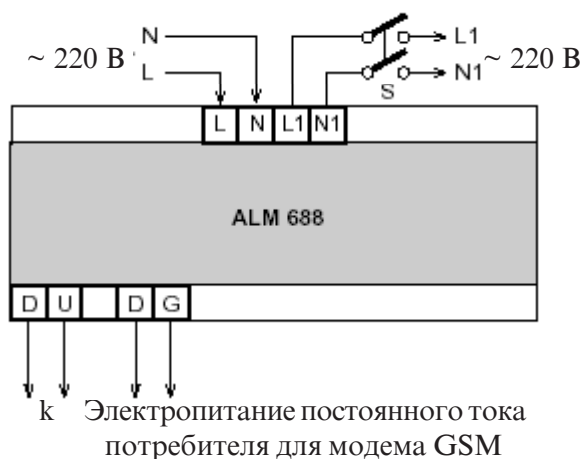 N
L1
~ 220 В
~ 220 В
L
N1
S
L N L1 N1
ALM 688
D U D G
k Электропитание постоянного тока
потребителя для модема GSM